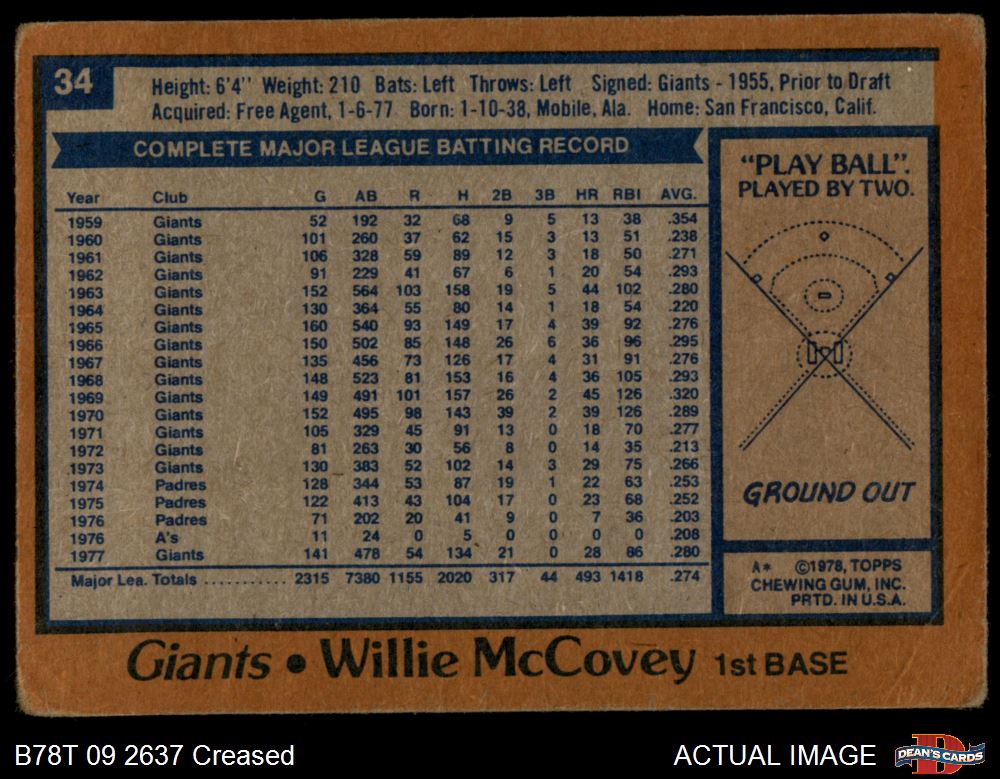 34
Height: 6'4" Weight: 210 Bats: Left Throws: Left Signed: Giants - 1955, Prior to Draft
Acquired: Free Agent, 1-6-77 Born: 1-10-38, Mobile, Ala. Home: San Francisco, Calif.
COMPLETE MAJOR LEAGUE BATTING RECORD
Year Club G AB R H 2B 3B HR RBI AVG.
1959 Giants 52 192 32 68 9 5 13 38 .354
1960 Giants 101 260 37 62 15 3 13 51 .238
1961 Giants 106 328 59 89 12 3 18 50 .271
1962 Giants 91 229 41 67 6 1 20 54 .293
1963 Giants 152 564 103 158 19 5 44 102 .280
1964 Giants 130 364 55 80 14 1 18 54 .220
1965 Giants 160 540 93 149 17 4 39 92 .276
1966 Giants 150 502 85 148 26 6 36 96 .295
1967 Giants 135 456 73 126 17 4 31 91 .276
1968 Giants 148 523 81 153 16 4 36 105 .293
1969 Giants 149 491 101 157 26 2 45 126 .320
1970 Giants 152 495 98 143 39 2 39 126 .289
1971 Giants 105 329 45 91 13 0 18 70 .277
1972 Giants 81 263 30 56 8 0 14 35 .213
1973 Giants 130 383 52 102 14 3 29 75 .266
1974 Padres 128 344 53 87 19 1 22 63 .253
1975 Padres 122 413 43 104 17 0 23 68 .252
1976 Padres 71 202 20 41 9 0 7 36 .203
1976 A's 11 24 0 5 0 0 0 0 .208
1977 Giants 141 478 54 134 21 0 28 86 .280
Major Lea. Totals ........... 2315 7380 1155 2020 317 44 493 1418 .274
"PLAY BALL".
PLAYED BY TWO.
GROUND OUT
A* ©1978, TOPPS
CHEWING GUM, INC.
PRTD. IN U.S.A.
Giants • Willie McCovey 1st BASE
B78T 09 2637 Creased
ACTUAL IMAGE
DEAN'S CARDS